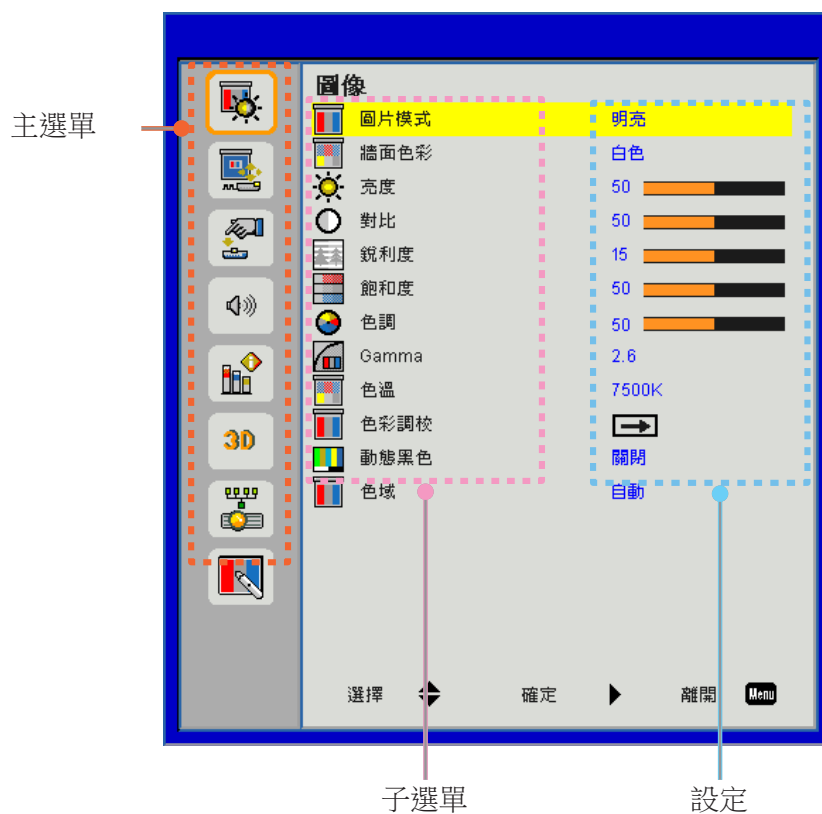 圖像
主選單
圖片模式 明亮
牆面色彩 白色
亮度 50
對比 50
銳利度 15
飽和度 50
色調 50
Gamma 2.6
色溫 7500K
3D
色彩調校
動態黑色 關閉
色域 自動
選擇 確定 離開 Menu
子選單 設定